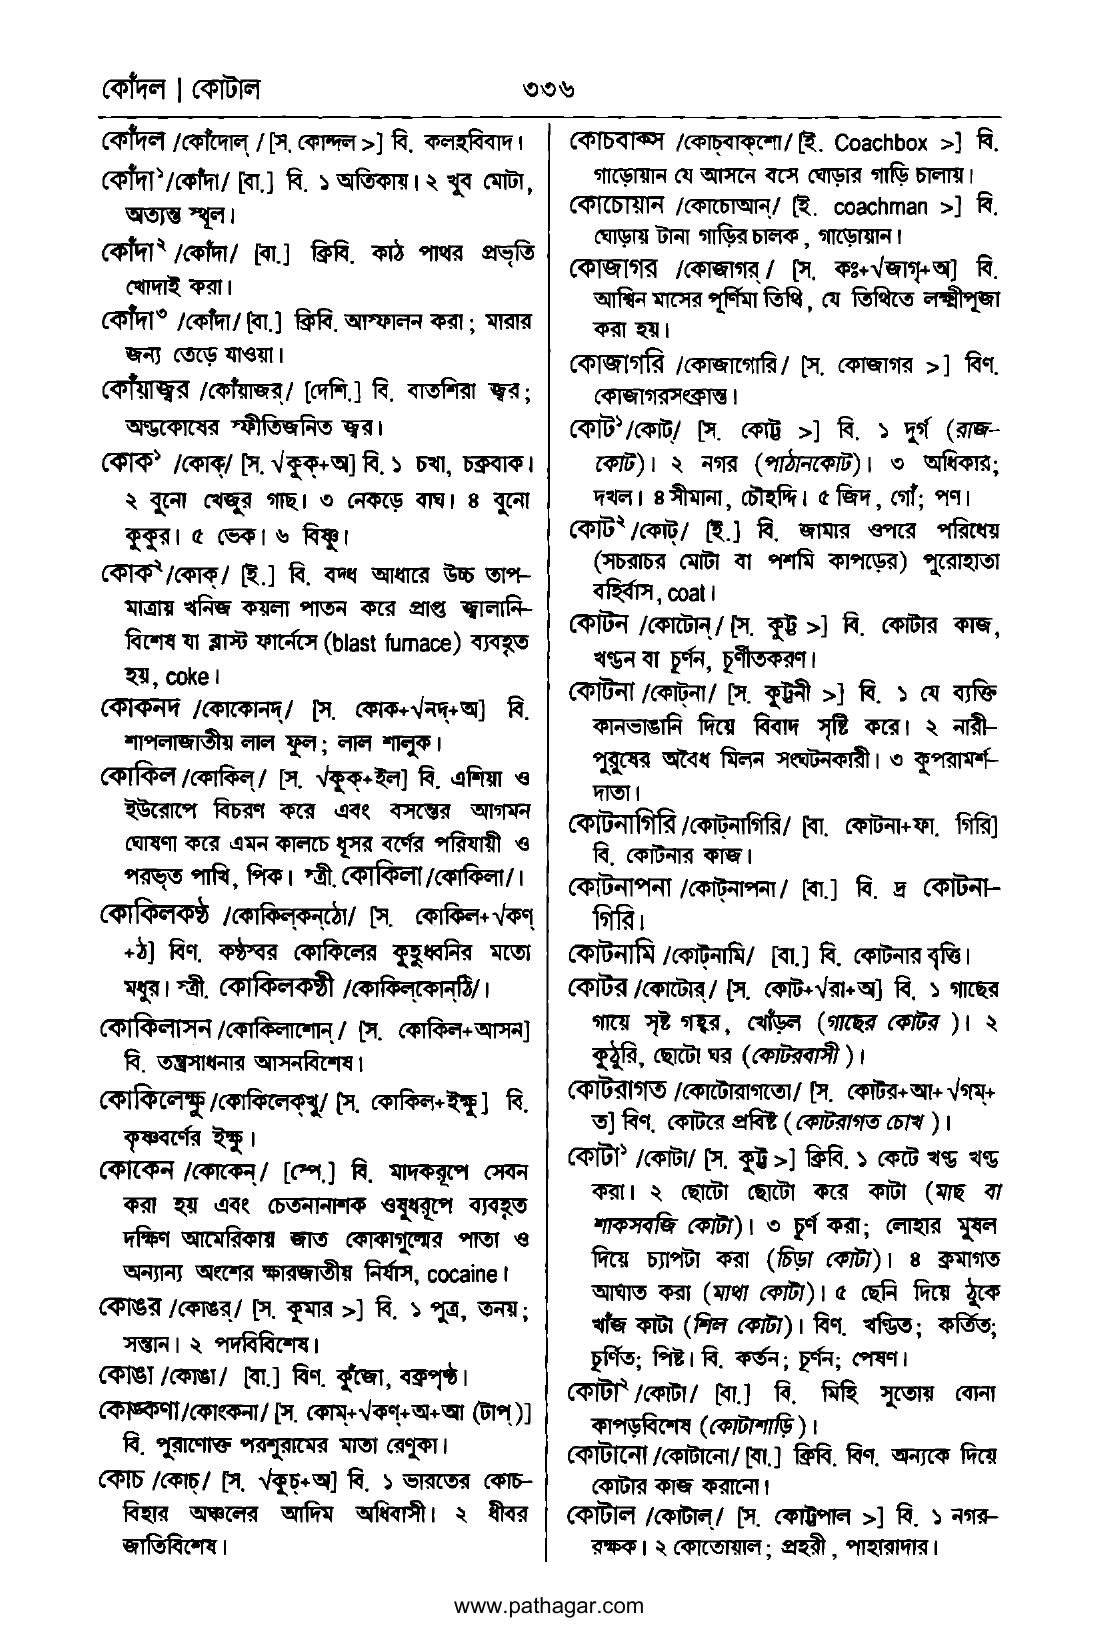 কোঁদল | কোটাল
৩৩৬
কোঁদল /কোঁদোল্ / [স. কোন্দল >] বি. কলহবিবাদ।
কোঁদা১ /কোঁদা/ [বা.] বি. ১ অতিকায়। ২ খুব মোটা,
অত্যন্ত স্থূল।
কোঁদা২ /কোঁদা/ [বা.] ক্রিবি. কাঠ পাথর প্রভৃতি
খোদাই করা।
কোঁদা৩ /কোঁদা/ [বা.] ক্রিবি. আস্ফালন করা; মারার
জন্য তেড়ে যাওয়া।
কোঁয়াজ্বর /কোঁয়াজর্/ [দেশি.] বি. বাতশিরা জ্বর;
অণ্ডকোষের স্ফীতিজনিত জ্বর।
কোক১ /কোক্/ [স. √কুক্+অ] বি. ১ চখা, চক্রবাক।
২ বুনো খেজুর গাছ। ৩ নেকড়ে বাঘ। ৪ বুনো
কুকুর। ৫ ভেক। ৬ বিষ্ণু।
কোক২ /কোক্/ [ই.] বি. বদ্ধ আধারে উচ্চ তাপ-
মাত্রায় খনিজ কয়লা পাতন করে প্রাপ্ত জ্বালানি-
বিশেষ যা ব্লাস্ট ফার্নেসে (blast furnace) ব্যবহৃত
হয়, coke।
কোকনদ /কোকোনদ্/ [স. কোক+√নদ্+অ] বি.
শাপলাজাতীয় লাল ফুল; লাল শালুক।
কোকিল /কোকিল্/ [স. √কুক্+ইল] বি. এশিয়া ও
ইউরোপে বিচরণ করে এবং বসন্তের আগমন
ঘোষণা করে এমন কালচে ধূসর বর্ণের পরিযায়ী ও
পরভৃত পাখি, পিক। স্ত্রী. কোকিলা /কোকিলা/।
কোকিলকণ্ঠ /কোকিল্‌কন্‌ঠো/ [স. কোকিল+√কণ্
+ঠ] বিণ. কণ্ঠস্বর কোকিলের কুহুধ্বনির মতো
মধুর। স্ত্রী. কোকিলকণ্ঠী /কোকিল্‌কোন্‌ঠি/।
কোকিলাসন /কোকিলাশোন্/ [স. কোকিল+আসন]
বি. তন্ত্রসাধনার আসনবিশেষ।
কোকিলেক্ষু /কোকিলেক্‌খু/ [স. কোকিল+ইক্ষু] বি.
কৃষ্ণবর্ণের ইক্ষু।
কোকেন /কোকেন্/ [স্পে.] বি. মাদকরূপে সেবন
করা হয় এবং চেতনানাশক ওষুধরূপে ব্যবহৃত
দক্ষিণ আমেরিকায় জাত কোকাগুল্মের পাতা ও
অন্যান্য অংশের ক্ষারজাতীয় নির্যাস, cocaine।
কোঙর /কোঙর্/ [স. কুমার >] বি. ১ পুত্র, তনয়;
সন্তান। ২ পদবিবিশেষ।
কোঙা /কোঙা/ [বা.] বিণ. কুঁজো, বক্রপৃষ্ঠ।
কোঙ্কণা /কোংকনা/ [স. কোম্+√কণ্+অ+আ (টাপ্)]
বি. পুরাণোক্ত পরশুরামের মাতা রেণুকা।
কোচ /কোচ্/ [স. √কুচ্+অ] বি. ১ ভারতের কোচ-
বিহার অঞ্চলের আদিম অধিবাসী। ২ ধীবর
জাতিবিশেষ।
কোচবাক্স /কোচ্‌বাক্‌শো/ [ই. Coachbox >] বি.
গাড়োয়ান যে আসনে বসে ঘোড়ার গাড়ি চালায়।
কোচোয়ান /কোচোআন্/ [ই. coachman >] বি.
ঘোড়ায় টানা গাড়ির চালক, গাড়োয়ান।
কোজাগর /কোজাগর্/ [স. কঃ+√জাগৃ+অ] বি.
আশ্বিন মাসের পূর্ণিমা তিথি, যে তিথিতে লক্ষ্মীপূজা
করা হয়।
কোজাগরি /কোজাগোরি/ [স. কোজাগর >] বিণ.
কোজাগরসংক্রান্ত।
কোট১ /কোট্/ [স. কোট্ট >] বি. ১ দুর্গ (রাজ-
কোট)। ২ নগর (পাঠানকোট)। ৩ অধিকার;
দখল। ৪ সীমানা, চৌহদ্দি। ৫ জিদ, গোঁ; পণ।
কোট২ /কোট্/ [ই.] বি. জামার ওপরে পরিধেয়
(সচরাচর মোটা বা পশমি কাপড়ের) পুরোহাতা
বহির্বাস, coat।
কোটন /কোটোন্/ [স. কুট্ট >] বি. কোটার কাজ,
খণ্ডন বা চূর্ণন, চূর্ণীতকরণ।
কোটনা /কোট্‌না/ [স. কুট্টনী >] বি. ১ যে ব্যক্তি
কানভাঙানি দিয়ে বিবাদ সৃষ্টি করে। ২ নারী-
পুরুষের অবৈধ মিলন সংঘটনকারী। ৩ কুপরামর্শ-
দাতা।
কোটনাগিরি /কোট্‌নাগিরি/ [বা. কোটনা+ফা. গিরি]
বি. কোটনার কাজ।
কোটনাপনা /কোট্‌নাপনা/ [বা.] বি. দ্র কোটনা-
গিরি।
কোটনামি /কোট্‌নামি/ [বা.] বি. কোটনার বৃত্তি।
কোটর /কোটোর্/ [স. কোট+√রা+অ] বি. ১ গাছের
গায়ে সৃষ্ট গহ্বর, খোঁড়ল (গাছের কোটর )। ২
কুঠুরি, ছোটো ঘর (কোটরবাসী )।
কোটরাগত /কোটোরাগতো/ [স. কোটর+আ+√গম্+
ত] বিণ. কোটরে প্রবিষ্ট (কোটরাগত চোখ )।
কোটা১ /কোটা/ [স. কুট্ট >] ক্রিবি. ১ কেটে খণ্ড খণ্ড
করা। ২ ছোটো ছোটো করে কাটা (মাছ বা
শাকসবজি কোটা)। ৩ চূর্ণ করা; লোহার মুষল
দিয়ে চ্যাপটা করা (চিড়া কোটা)। ৪ ক্রমাগত
আঘাত করা (মাথা কোটা)। ৫ ছেনি দিয়ে ঠুকে
খাঁজ কাটা (শিল কোটা)। বিণ. খণ্ডিত; কর্তিত;
চূর্ণিত; পিষ্ট। বি. কর্তন; চূর্ণন; পেষণ।
কোটা২ /কোটা/ [বা.] বি. মিহি সুতোয় বোনা
কাপড়বিশেষ (কোটাশাড়ি)।
কোটানো /কোটানো/ [বা.] ক্রিবি. বিণ. অন্যকে দিয়ে
কোটার কাজ করানো।
কোটাল /কোটাল্/ [স. কোট্টপাল >] বি. ১ নগর-
রক্ষক। ২ কোতোয়াল; প্রহরী, পাহারাদার।
www.pathagar.com